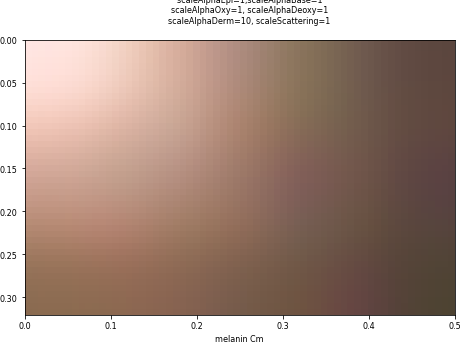 scaleAlphaEpi=1,scaleAlphaBase=1
scaleAlphaOxy=1, scaleAlphaDeoxy=1
scaleAlphaDerm=10, scaleScattering=1
0.00
0.05
0.10
0.15
0.20
0.25
0.30
0.0 0.1 0.2 0.3 0.4 0.5
melanin Cm